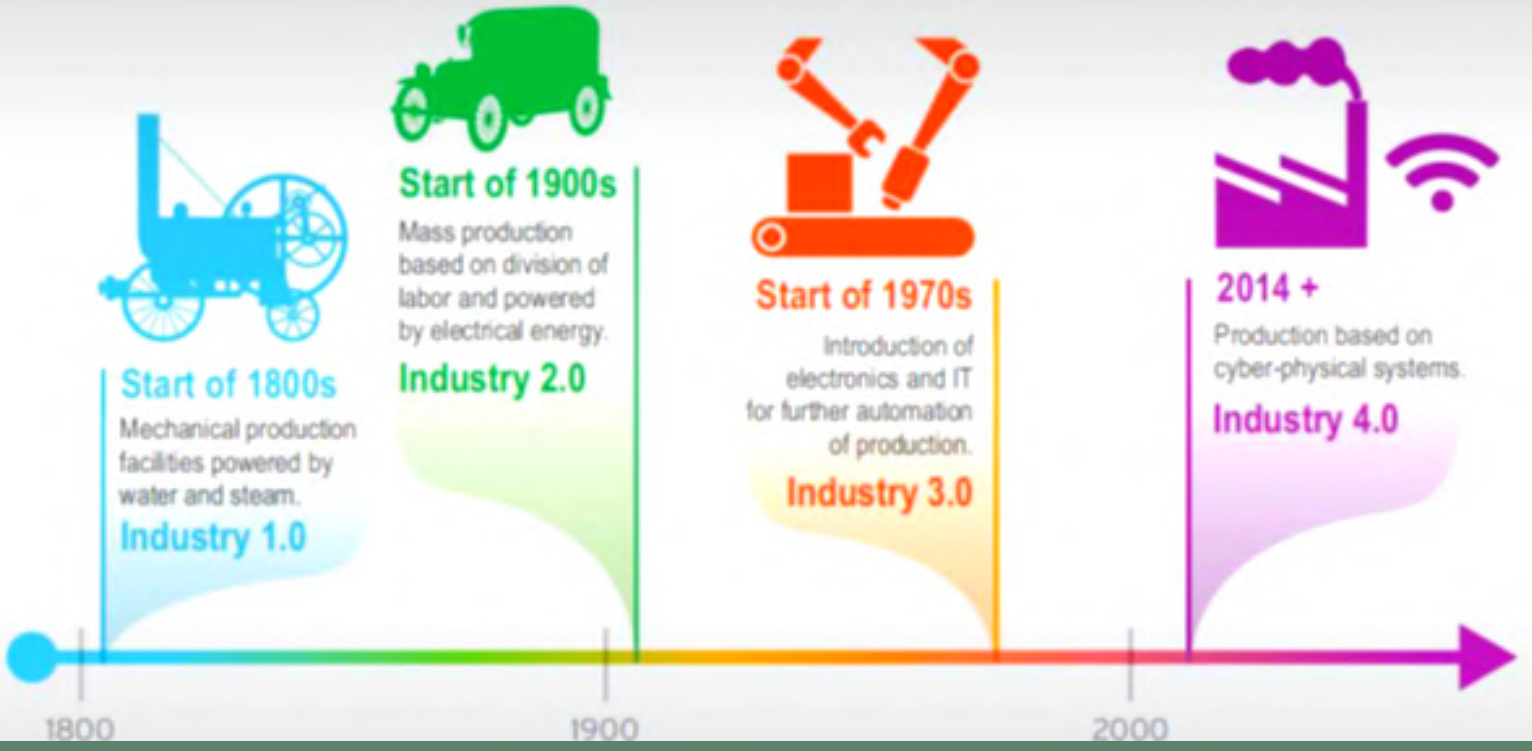 Start of 1800s
Mechanical production
facilities powered by
water and steam.
Industry 1.0
Start of 1900s
Mass production
based on division of
labor and powered
by electrical energy.
Industry 2.0
Start of 1970s
Introduction of
electronics and IT
for further automation
of production.
Industry 3.0
2014 +
Production based on
cyber-physical systems.
Industry 4.0
1800
1900
2000